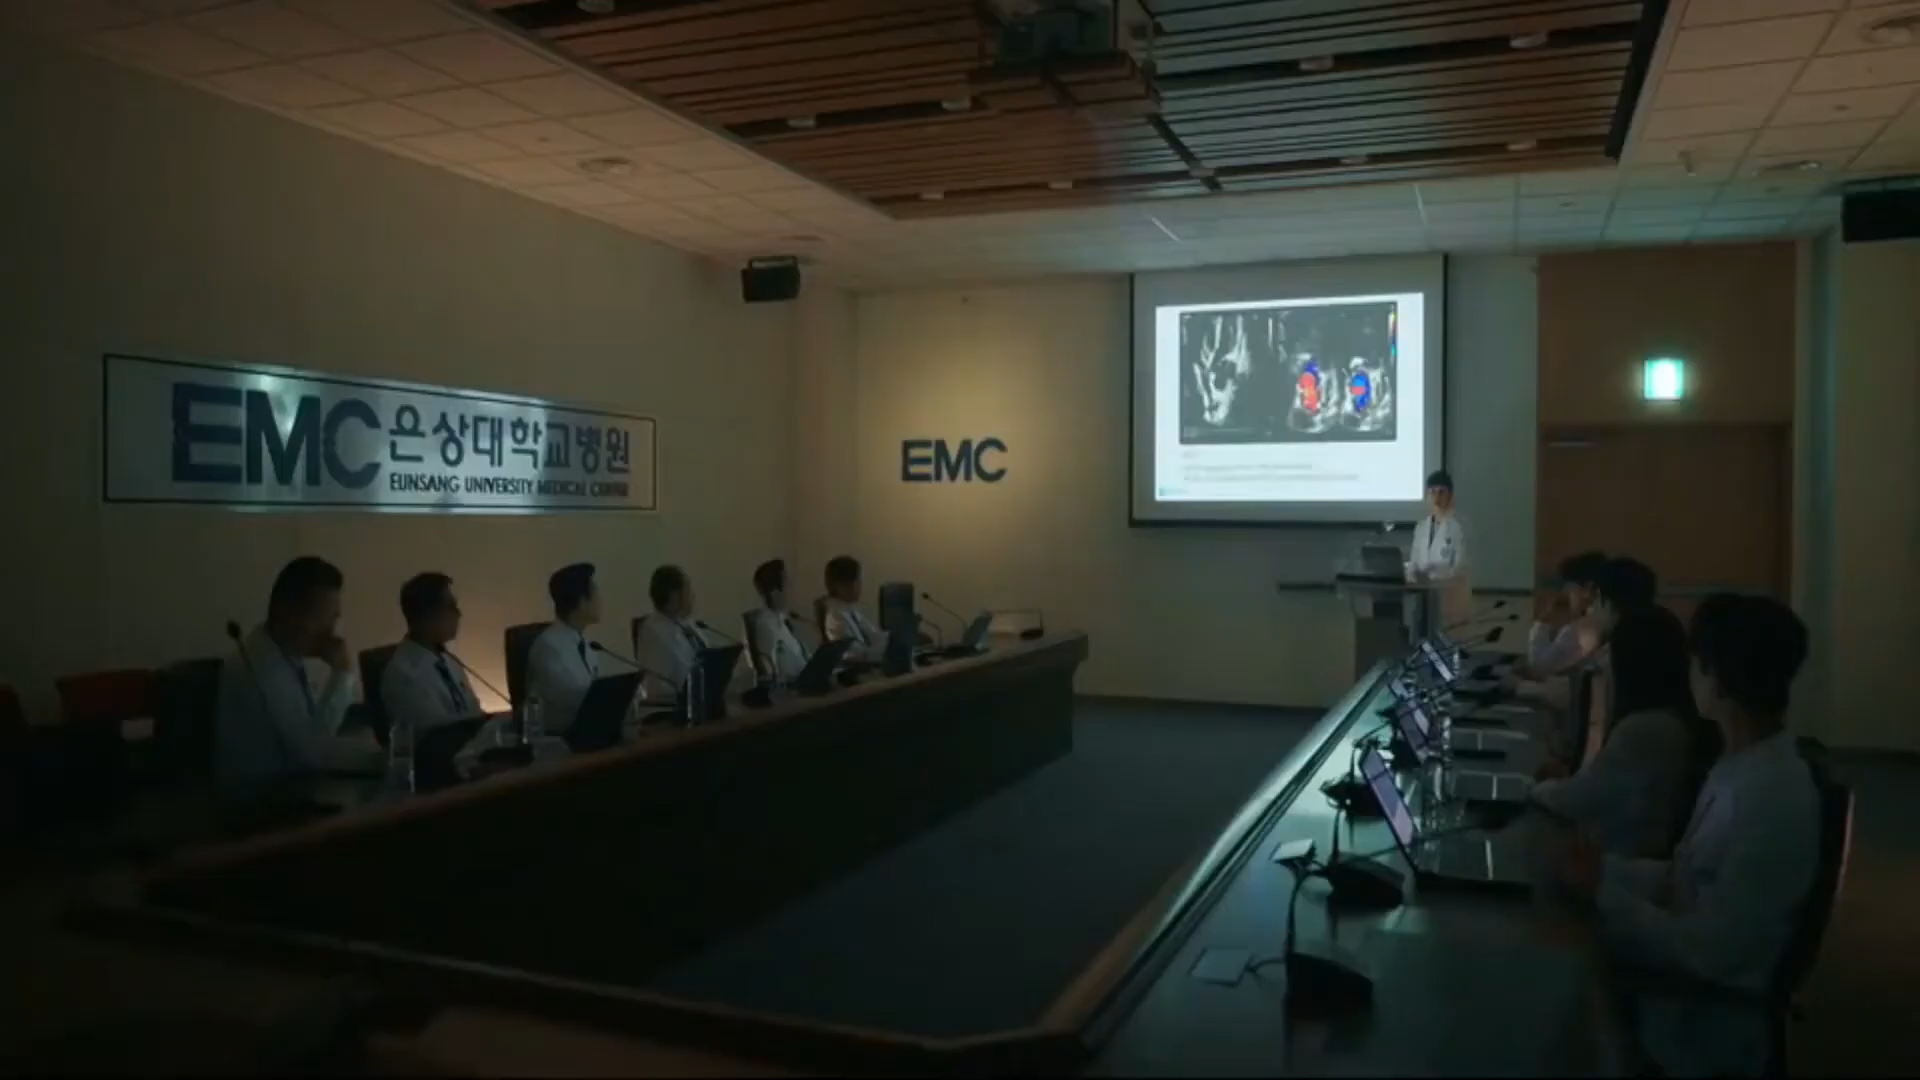 EMC 은상대학교병원
EUNSANG UNIVERSITY MEDICAL CENTER
EMC